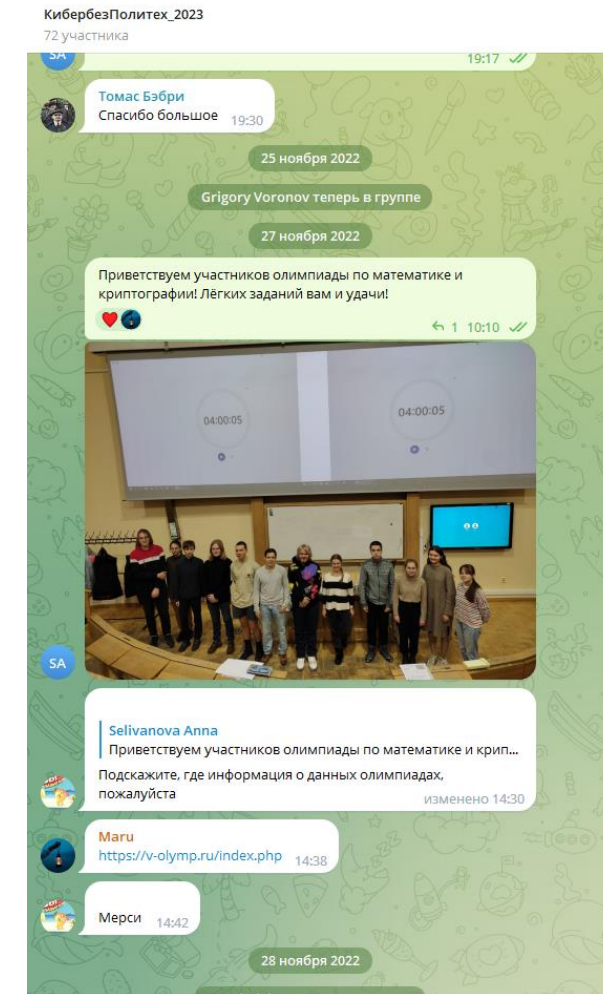 КибербезПолитех_2023
72 участника
SA
19:17
Томас Бэбри
Спасибо большое 19:30
25 ноября 2022
Grigory Voronov теперь в группе
27 ноября 2022
Приветствуем участников олимпиады по математике и
криптографии! Лёгких заданий вам и удачи!
1 10:10
04:00:05
04:00:05
SA
Selivanova Anna
Приветствуем участников олимпиады по математике и крип...
Подскажите, где информация о данных олимпиадах,
пожалуйста
изменено 14:30
Maru
https://v-olymp.ru/index.php 14:38
Мерси 14:42
28 ноября 2022